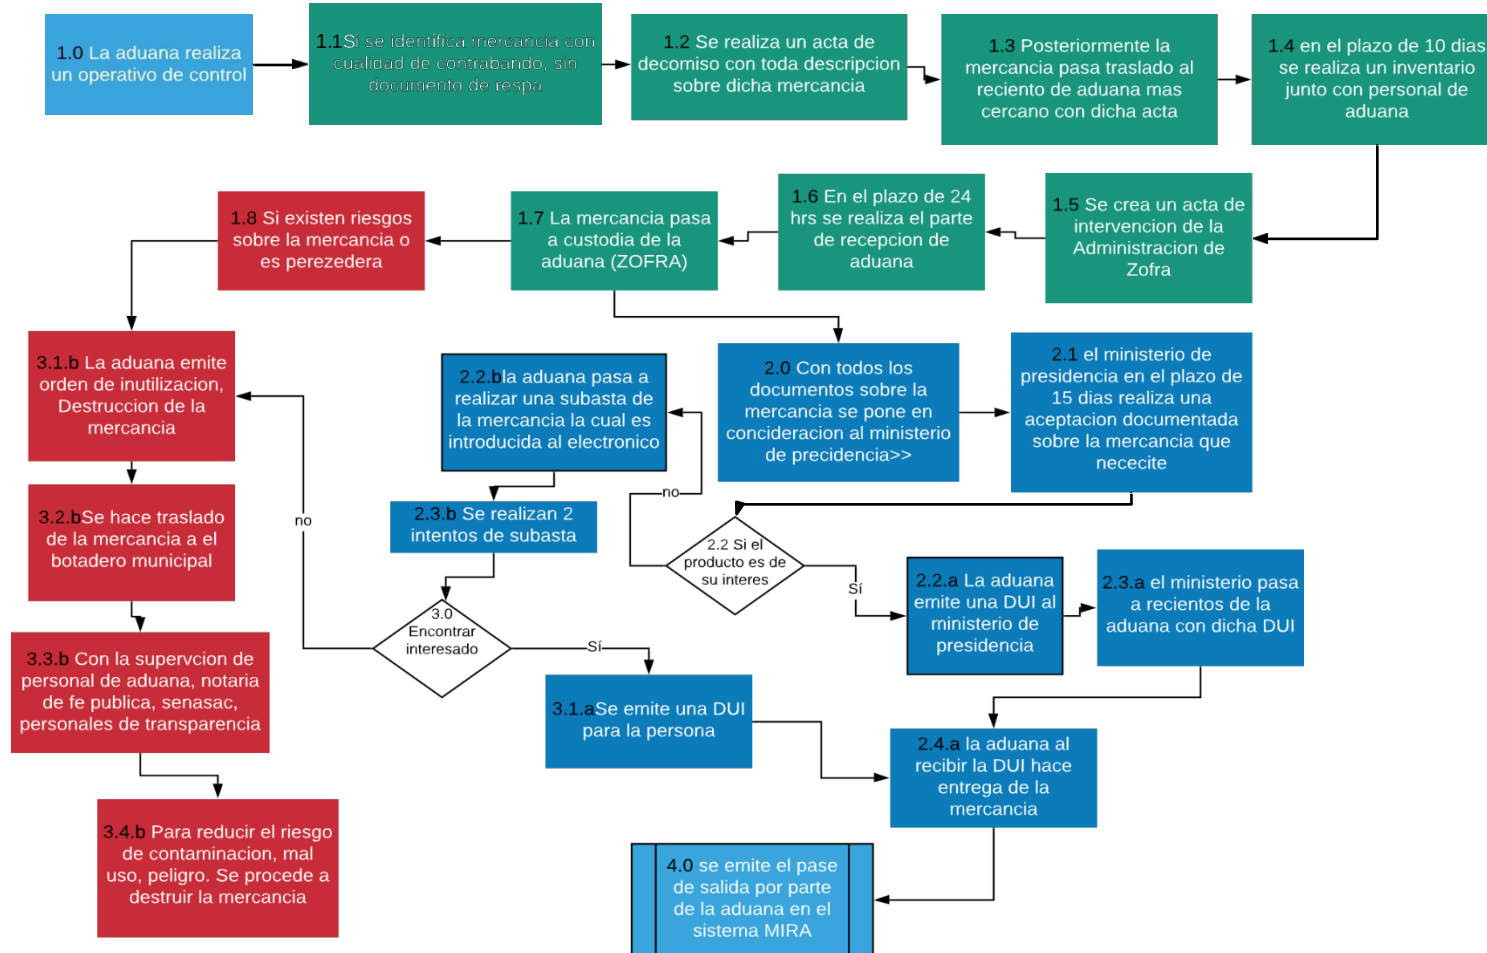 1.0 La aduana realiza
un operativo de control
1.1Si se identifica mercancia con
cualidad de contrabando, sin
documento de respa
1.2 Se realiza un acta de
decomiso con toda descripcion
sobre dicha mercancia
1.3 Posteriormente la
mercancia pasa traslado al
reciento de aduana mas
cercano con dicha acta
1.4 en el plazo de 10 dias
se realiza un inventario
junto con personal de
aduana
1.8 Si existen riesgos
sobre la mercancia o
es perezedera
1.7 La mercancia pasa
a custodia de la
aduana (ZOFRA)
1.6 En el plazo de 24
hrs se realiza el parte
de recepcion de
aduana
1.5 Se crea un acta de
intervencion de la
Administracion de
Zofra
3.1.b La aduana emite
orden de inutilizacion,
Destruccion de la
mercancia
2.2.bla aduana pasa a
realizar una subasta de
la mercancia la cual es
introducida al electronico
2.0 Con todos los
documentos sobre la
mercancia se pone en
concideracion al ministerio
de precidencia>>
2.1 el ministerio de
presidencia en el plazo de
15 dias realiza una
aceptacion documentada
sobre la mercancia que
nececite
3.2.bSe hace traslado
de la mercancia a el
botadero municipal
no
2.3.b Se realizan 2
intentos de subasta
no
2.2 Si el
producto es de
su interes
Sí
2.2.a La aduana
emite una DUI al
ministerio de
presidencia
2.3.a el ministerio pasa
a recientos de la
aduana con dicha DUI
3.0
Encontrar
interesado
Sí
3.3.b Con la supervcion de
personal de aduana, notaria
de fe publica, senasac,
personales de transparencia
3.1.aSe emite una DUI
para la persona
2.4.a la aduana al
recibir la DUI hace
entrega de la
mercancia
3.4.b Para reducir el riesgo
de contaminacion, mal
uso, peligro. Se procede a
destruir la mercancia
4.0 se emite el pase
de salida por parte
de la aduana en el
sistema MIRA